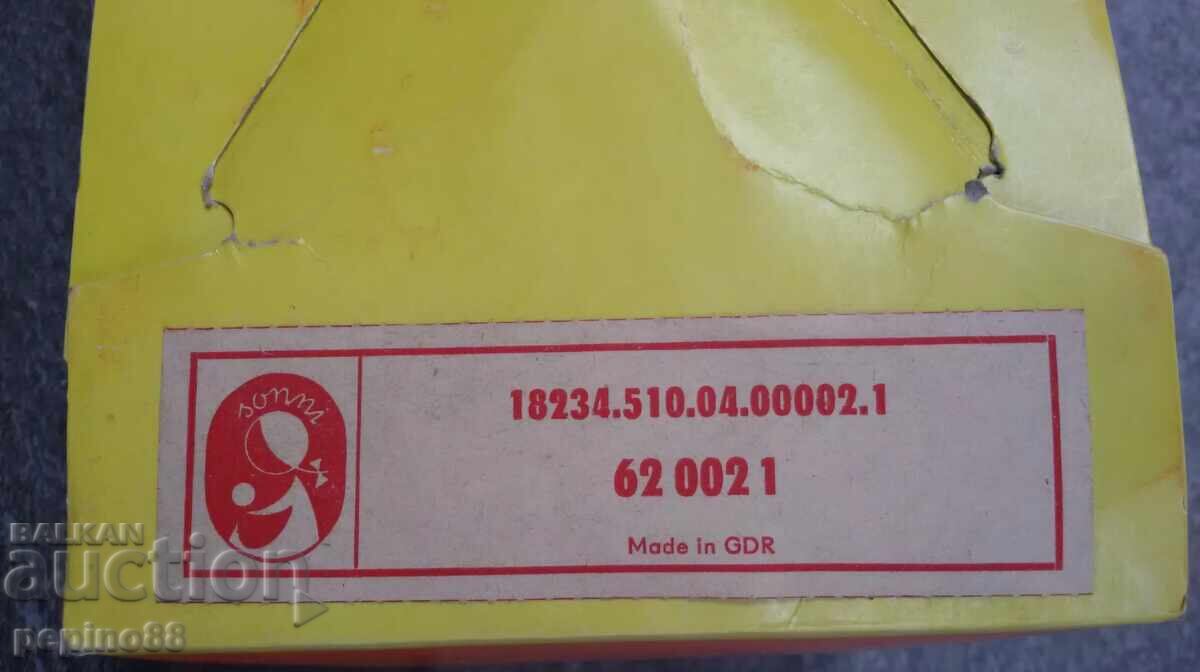 sonni
18234.510.04.00002.1
62 002 1
Made in GDR
BALKAN
auction
pepino88